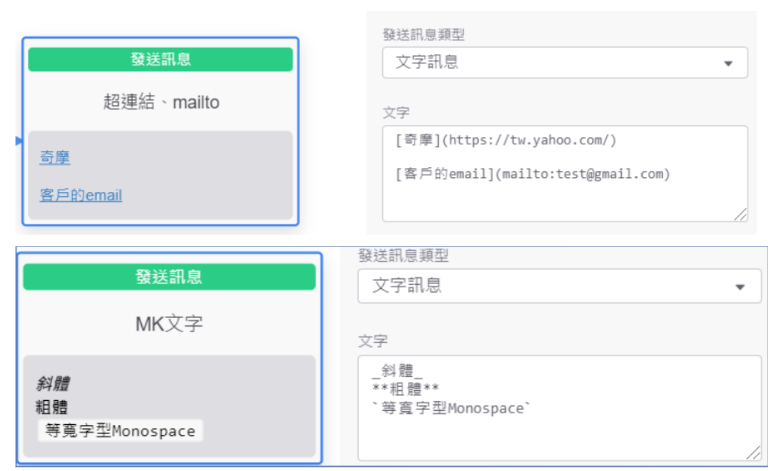 發送訊息
超連結、mailto
奇摩
客戶的email
發送訊息類型
文字訊息
文字
[奇摩](https://tw.yahoo.com/)
[客戶的email](mailto:test@gmail.com)
發送訊息
MK文字
斜體
粗體
等寬字型Monospace
發送訊息類型
文字訊息
文字
_斜體_
**粗體**
`等寬字型Monospace`